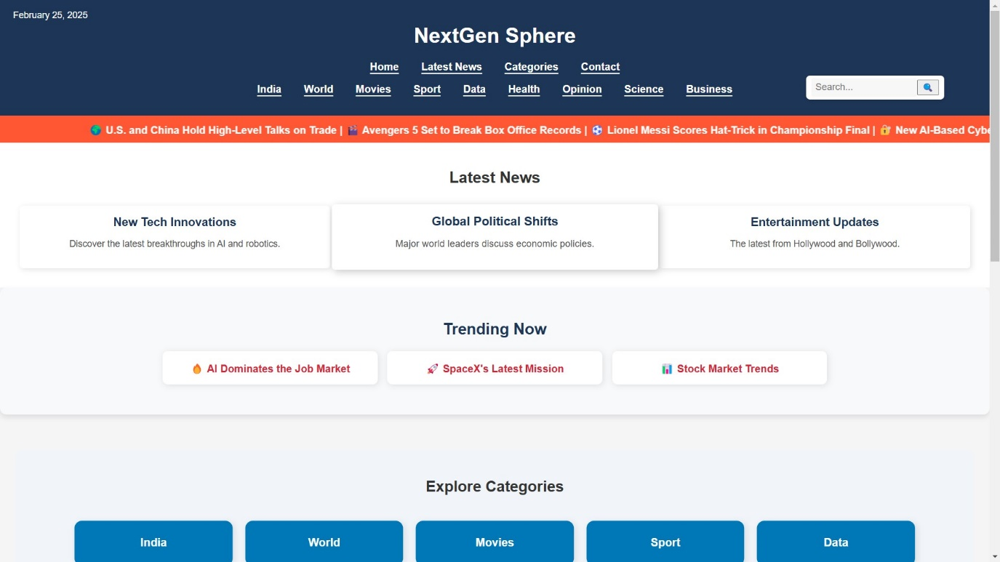 February 25, 2025
NextGen Sphere
Home Latest News Categories Contact
India World Movies Sport Data Health Opinion Science Business
Search...
U.S. and China Hold High-Level Talks on Trade | Avengers 5 Set to Break Box Office Records | Lionel Messi Scores Hat-Trick in Championship Final | New AI-Based Cybe
Latest News
New Tech Innovations
Discover the latest breakthroughs in AI and robotics.
Global Political Shifts
Major world leaders discuss economic policies.
Entertainment Updates
The latest from Hollywood and Bollywood.
Trending Now
AI Dominates the Job Market
SpaceX's Latest Mission
Stock Market Trends
Explore Categories
India World Movies Sport Data